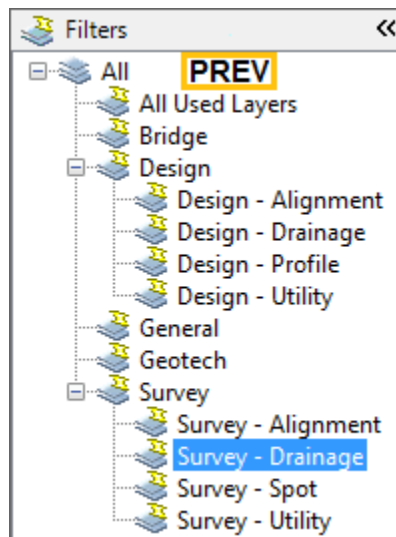 Filters «
All PREV
All Used Layers
Bridge
Design
Design - Alignment
Design - Drainage
Design - Profile
Design - Utility
General
Geotech
Survey
Survey - Alignment
Survey - Drainage
Survey - Spot
Survey - Utility